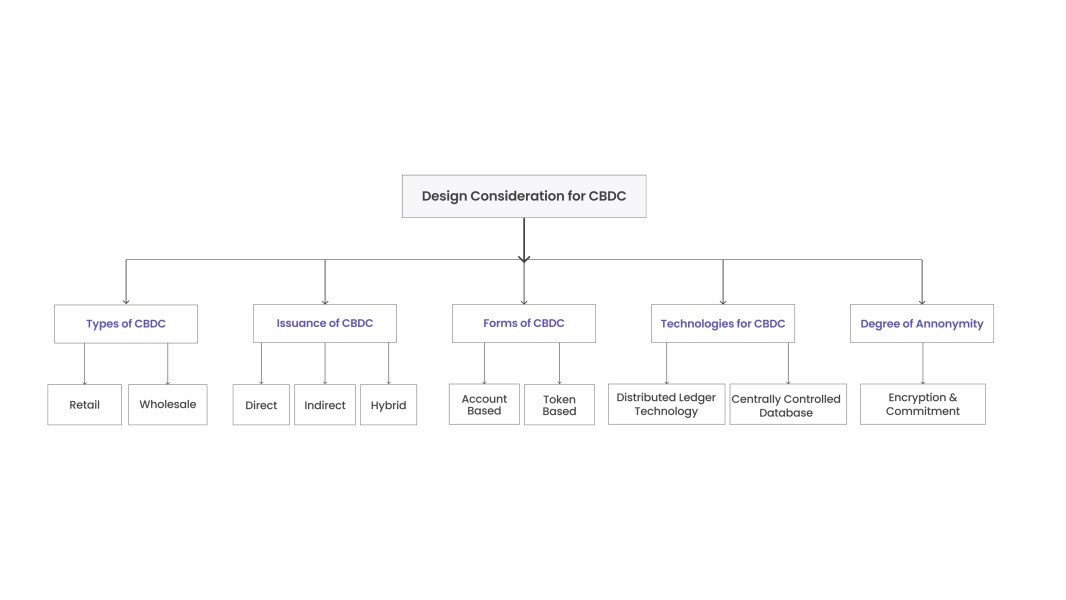 Design Consideration for CBDC
Types of CBDC
Issuance of CBDC
Forms of CBDC
Technologies for CBDC
Degree of Annonymity
Retail
Wholesale
Direct
Indirect
Hybrid
Account
Based
Token
Based
Distributed Ledger
Technology
Centrally Controlled
Database
Encryption &
Commitment